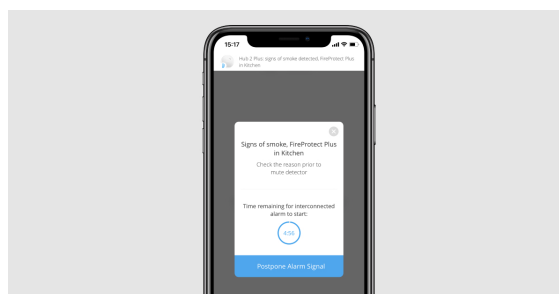 15:17
Hub 2 Plus: signs of smoke detected, FireProtect Plus
in Kitchen
Signs of smoke, FireProtect Plus
in Kitchen
Check the reason prior to
mute detector
Time remaining for interconnected
alarm to start:
4:56
Postpone Alarm Signal